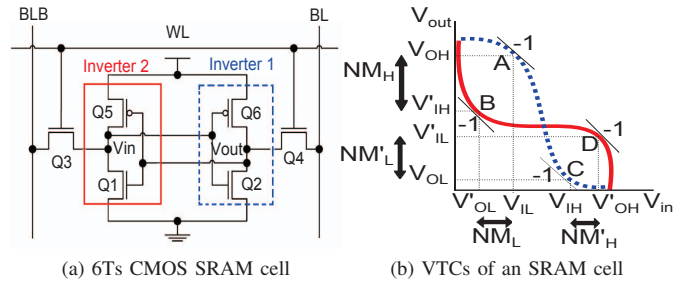 BLB
WL
BL
Inverter 2
Inverter 1
Q5
Q6
Q3
Vin
Vout
Q4
Q1
Q2
(a) 6Ts CMOS SRAM cell
Vout
VOH
NMH
V'IH
V'IL
NM'L
VOL
A
-1
B
-1
-1
D
C
-1
V'OL
VIL
VIH
V'OH
Vin
NML
NM'H
(b) VTCs of an SRAM cell